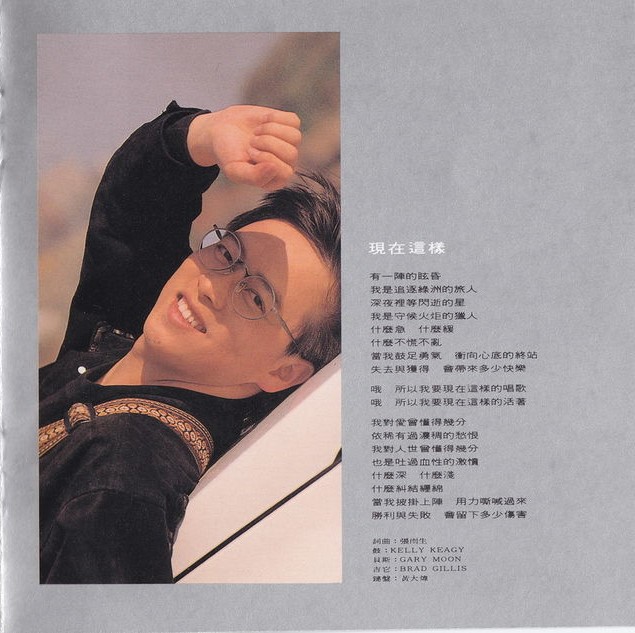 現在這樣
有一陣的眩昏
我是追逐綠洲的旅人
深夜裡等閃逝的星
我是守候火炬的獵人
什麼急　什麼緩
什麼不慌不亂
當我鼓足勇氣　衝向心底的終站
失去與獲得　會帶來多少快樂
哦　所以我要現在這樣的唱歌
哦　所以我要現在這樣的活著
我對愛曾懂得幾分
依稀有過濃稠的愁恨
我對人世曾懂得幾分
也是吐過血性的激憤
什麼深　什麼淺
什麼糾結纏綿
當我披掛上陣　用力嘶喊過來
勝利與失敗　會留下多少傷害
詞曲：張雨生
鼓：KELLY KEAGY
貝斯：GARY MOON
吉它：BRAD GILLIS
鍵盤：黃大煒